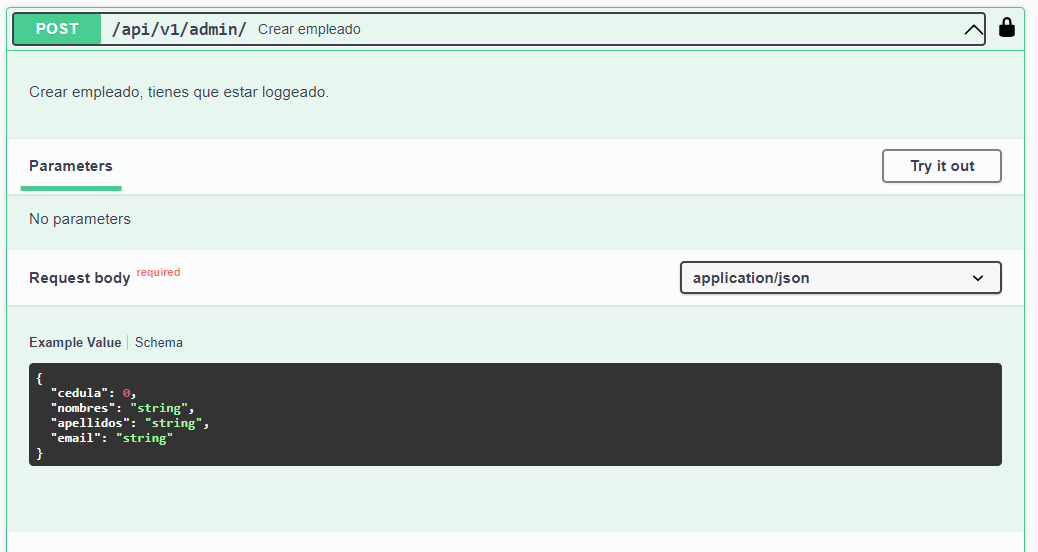 POST /api/v1/admin/ Crear empleado
Crear empleado, tienes que estar loggeado.
Parameters
Try it out
No parameters
Request body required
application/json
Example Value Schema
{
"cedula": 0,
"nombres": "string",
"apellidos": "string",
"email": "string"
}